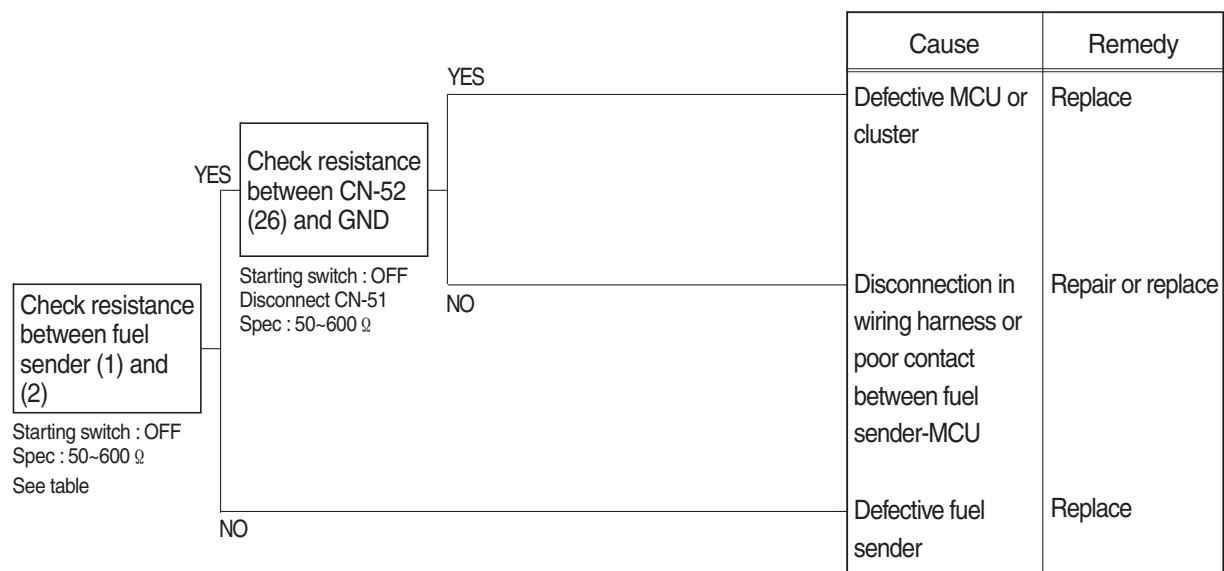 Cause
Remedy
YES
Defective MCU or
cluster
Replace
YES
Check resistance
between CN-52
(26) and GND
Starting switch : OFF
Disconnect CN-51
Spec : 50~600 Ω
NO
Disconnection in
wiring harness or
poor contact
between fuel
sender-MCU
Repair or replace
Check resistance
between fuel
sender (1) and
(2)
Starting switch : OFF
Spec : 50~600 Ω
See table
NO
Defective fuel
sender
Replace